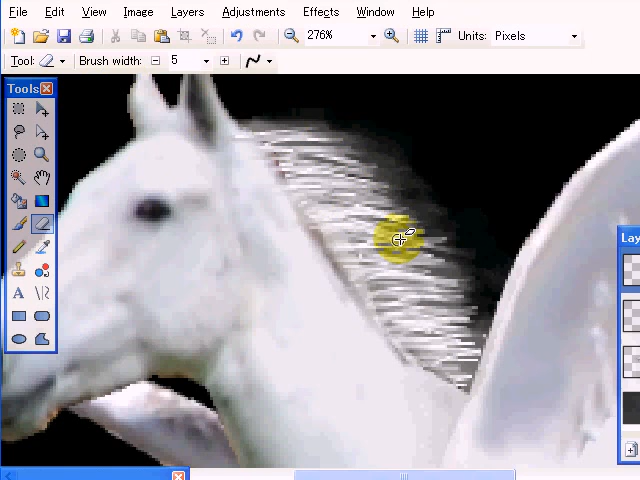 File Edit View Image Layers Adjustments Effects Window Help
276% Units: Pixels
Tool: Brush width: 5
Tools
Lay
A